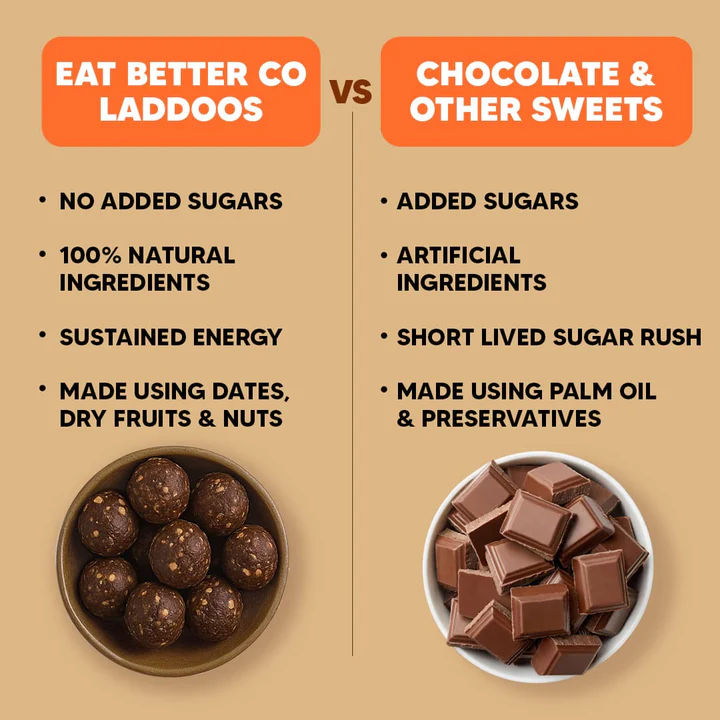 EAT BETTER CO
LADDOOS
VS
CHOCOLATE &
OTHER SWEETS
• NO ADDED SUGARS
• 100% NATURAL
INGREDIENTS
• SUSTAINED ENERGY
• MADE USING DATES,
DRY FRUITS & NUTS
• ADDED SUGARS
• ARTIFICIAL
INGREDIENTS
• SHORT LIVED SUGAR RUSH
• MADE USING PALM OIL
& PRESERVATIVES